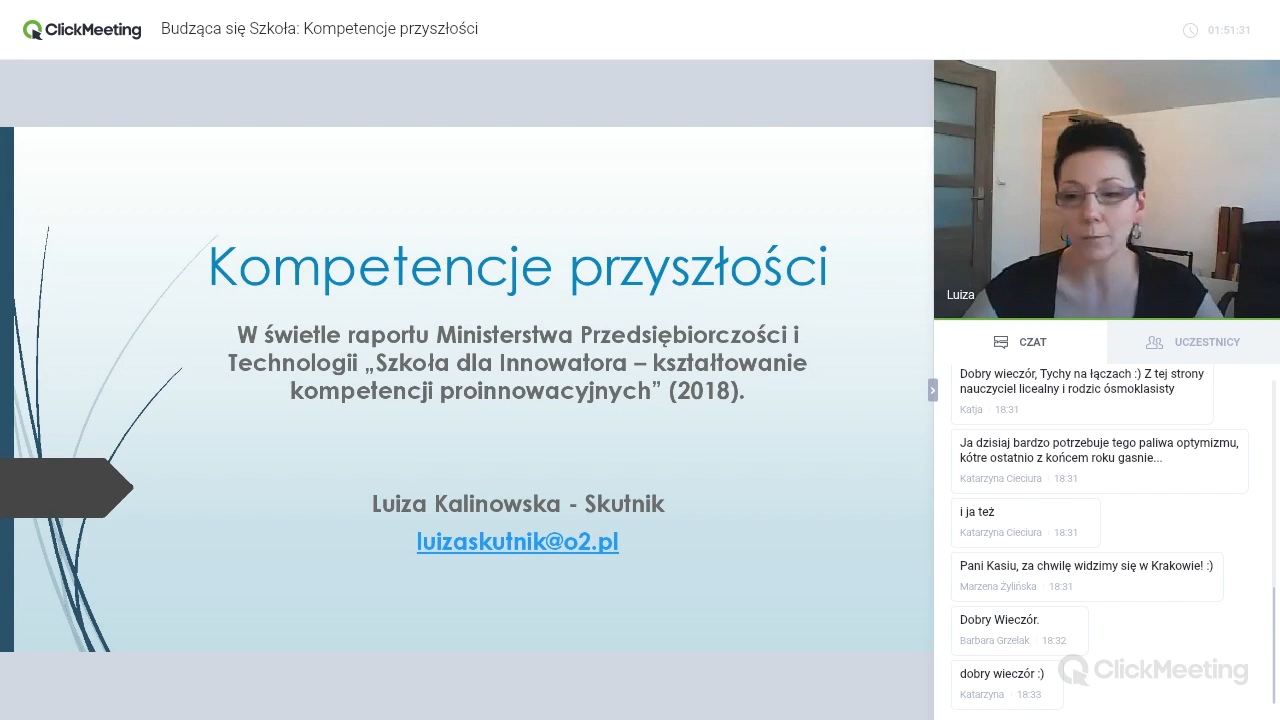 ClickMeeting
Budząca się Szkoła: Kompetencje przyszłości
01:51:31
Kompetencje przyszłości
W świetle raportu Ministerstwa Przedsiębiorczości i
Technologii „Szkoła dla Innowatora – kształtowanie
kompetencji proinnowacyjnych” (2018).
Luiza Kalinowska - Skutnik
luizaskutnik@o2.pl
Luiza
CZAT
UCZESTNICY
Dobry wieczór, Tychy na łączach :) Z tej strony
nauczyciel licealny i rodzic ósmoklasisty
Katja 18:31
Ja dzisiaj bardzo potrzebuje tego paliwa optymizmu,
kótre ostatnio z końcem roku gasnie...
Katarzyna Cieciura 18:31
i ja też
Katarzyna Cieciura 18:31
Pani Kasiu, za chwilę widzimy się w Krakowie! :)
Marzena Żylińska 18:31
Dobry Wieczór.
Barbara Grzelak 18:32
dobry wieczór :)
Katarzyna 18:33
ClickMeeting